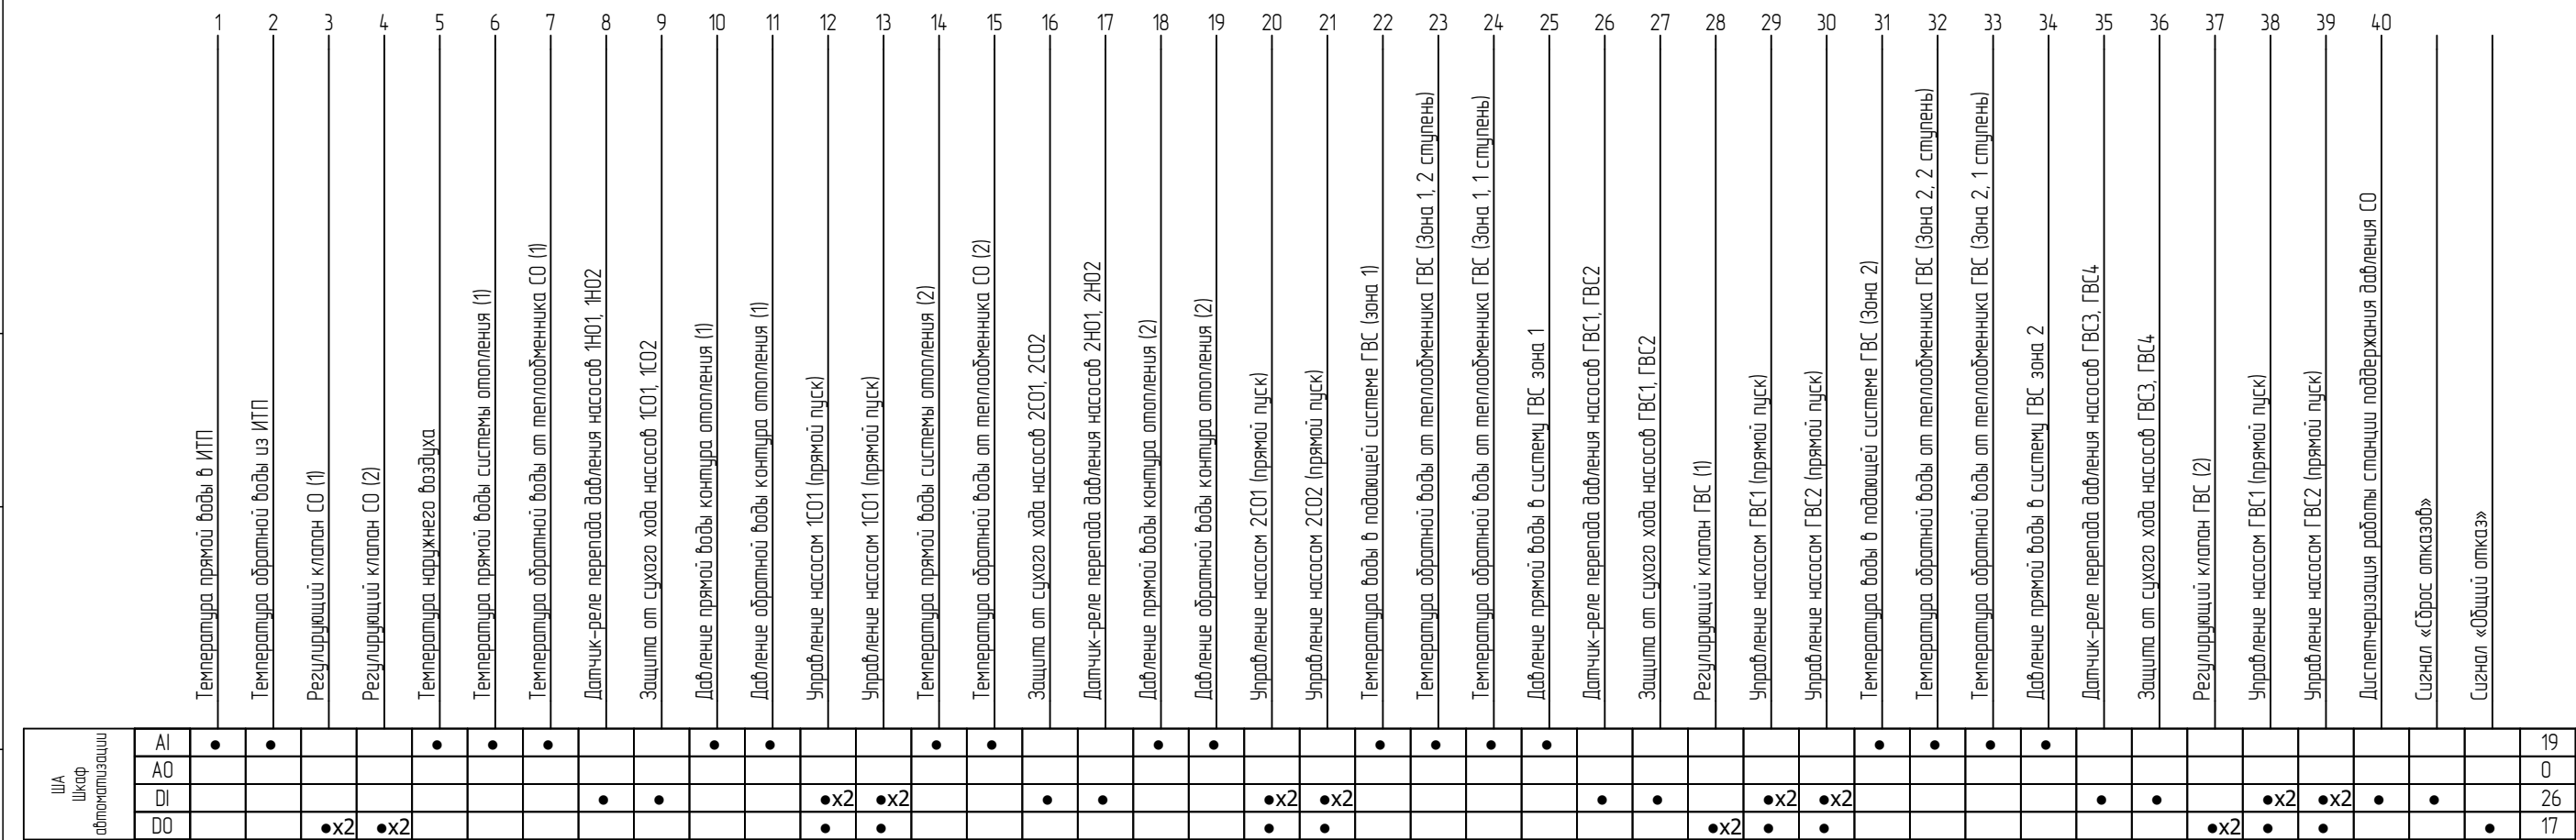 1 2 3 4 5 6 7 8 9 10 11 12 13 14 15 16 17 18 19 20 21 22 23 24 25 26 27 28 29 30 31 32 33 34 35 36 37 38 39 40
Температура прямой воды в ИТП
Температура обратной воды из ИТП
Регулирующий клапан СО (1)
Регулирующий клапан СО (2)
Температура наружнего воздуха
Температура прямой воды системы отопления (1)
Температура обратной воды от теплообменника СО (1)
Датчик-реле перепада давления насосов 1НО1, 1НО2
Защита от сухого хода насосов 1СО1, 1СО2
Давление прямой воды контура отопления (1)
Давление обратной воды контура отопления (1)
Управление насосом 1СО1 (прямой пуск)
Управление насосом 1СО1 (прямой пуск)
Температура прямой воды системы отопления (2)
Температура обратной воды от теплообменника СО (2)
Защита от сухого хода насосов 2СО1, 2СО2
Датчик-реле перепада давления насосов 2НО1, 2НО2
Давление прямой воды контура отопления (2)
Давление обратной воды контура отопления (2)
Управление насосом 2СО1 (прямой пуск)
Управление насосом 2СО2 (прямой пуск)
Температура воды в подающей системе ГВС (зона 1)
Температура обратной воды от теплообменника ГВС (Зона 1, 2 ступень)
Температура обратной воды от теплообменника ГВС (Зона 1, 1 ступень)
Давление прямой воды в систему ГВС зона 1
Датчик-реле перепада давления насосов ГВС1, ГВС2
Защита от сухого хода насосов ГВС1, ГВС2
Регулирующий клапан ГВС (1)
Управление насосом ГВС1 (прямой пуск)
Управление насосом ГВС2 (прямой пуск)
Температура воды в подающей системе ГВС (Зона 2)
Температура обратной воды от теплообменника ГВС (Зона 2, 2 ступень)
Температура обратной воды от теплообменника ГВС (Зона 2, 1 ступень)
Давление прямой воды в систему ГВС зона 2
Датчик-реле перепада давления насосов ГВС3, ГВС4
Защита от сухого хода насосов ГВС3, ГВС4
Регулирующий клапан ГВС (2)
Управление насосом ГВС1 (прямой пуск)
Управление насосом ГВС2 (прямой пуск)
Диспетчеризация работы станции поддержания давления СО
Сигнал «Сброс отказов»
Сигнал «Общий отказ»
ША
Шкаф
автоматизации
AI • • • • • • • • • • • • • • • • • • • 19
AO 0
DI • • •x2 •x2 • • •x2 •x2 • • •x2 •x2 • • •x2 •x2 • • 26
DO •x2 •x2 • • • • •x2 • • •x2 • • • 17